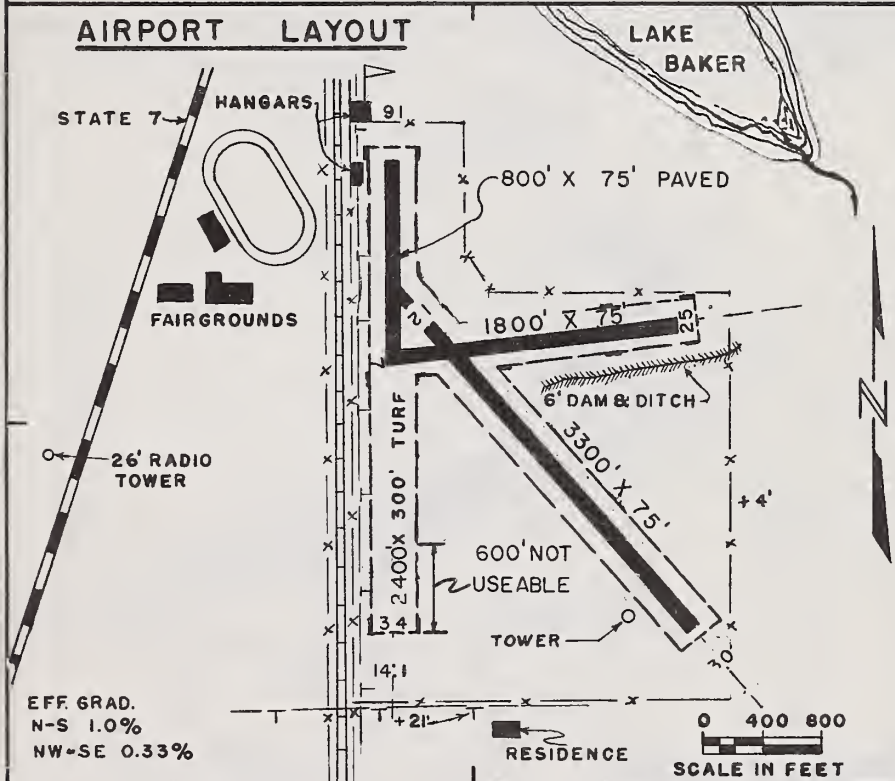 AIRPORT LAYOUT
LAKE
BAKER
STATE 7
HANGARS
16
800' X 75' PAVED
1800' X 75'
25
FAIRGROUNDS
2
6' DAM & DITCH
2400' X 300' TURF
3300' X 75'
26' RADIO
TOWER
+4'
600' NOT
USEABLE
34
TOWER
30
14:1
+21'
EFF. GRAD.
N-S 1.0%
NW-SE 0.33%
RESIDENCE
0 400 800
SCALE IN FEET
N